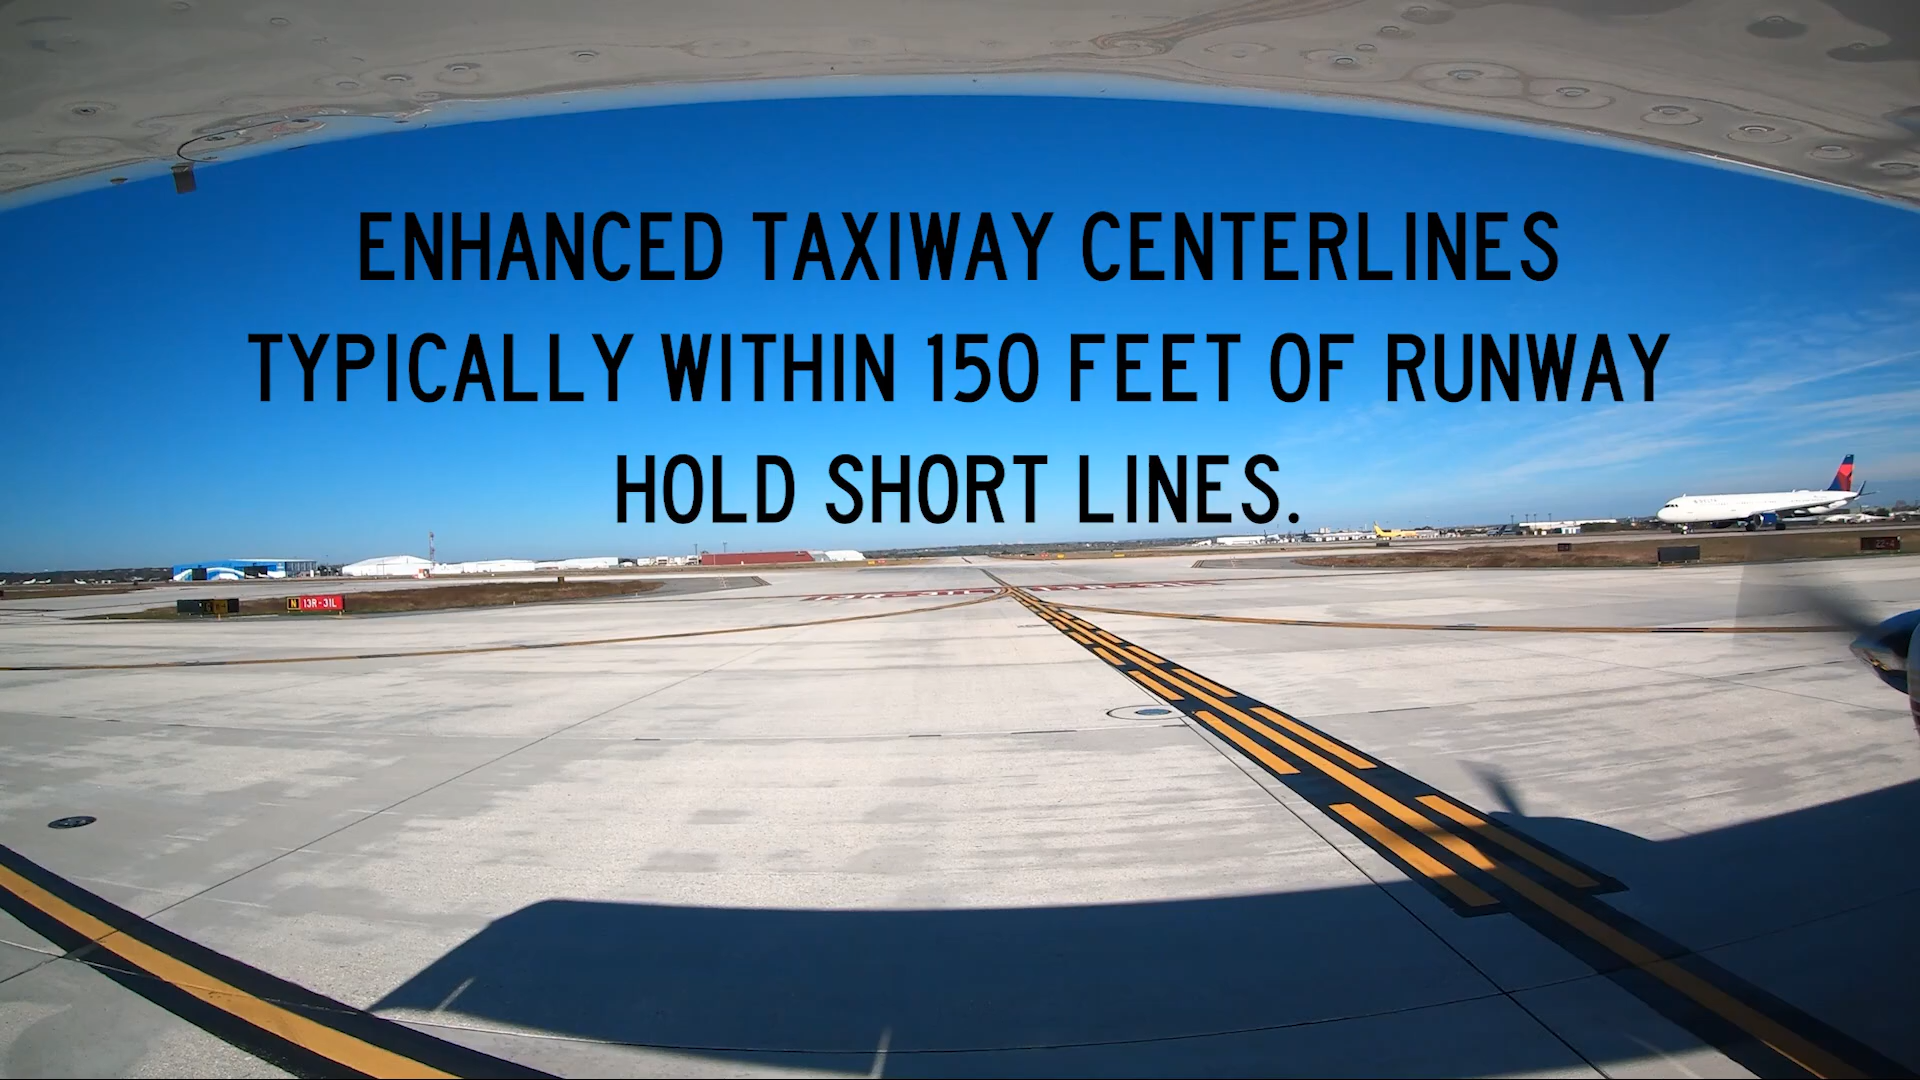 ENHANCED TAXIWAY CENTERLINES
TYPICALLY WITHIN 150 FEET OF RUNWAY
HOLD SHORT LINES.
N 13R-31L